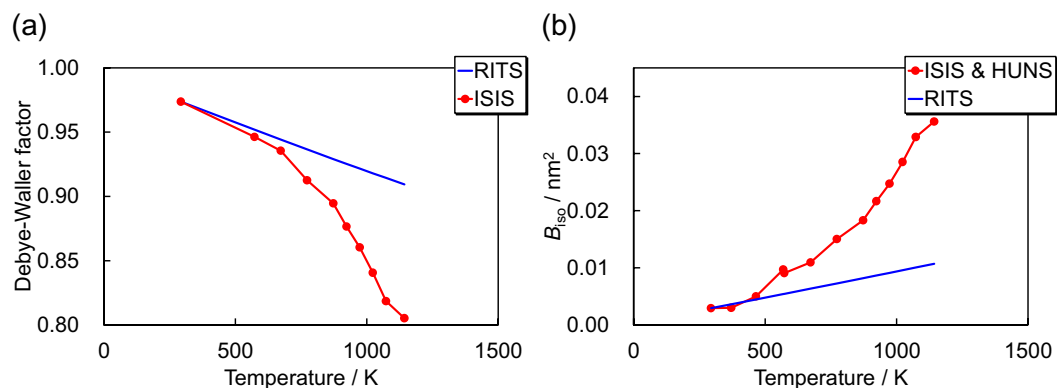 (a)
RITS
ISIS
1.00
0.95
0.90
0.85
0.80
Debye-Waller factor
0
500
1000
1500
Temperature / K
(b)
ISIS & HUNS
RITS
0.04
0.03
0.02
0.01
0.00
Biso / nm²
0
500
1000
1500
Temperature / K